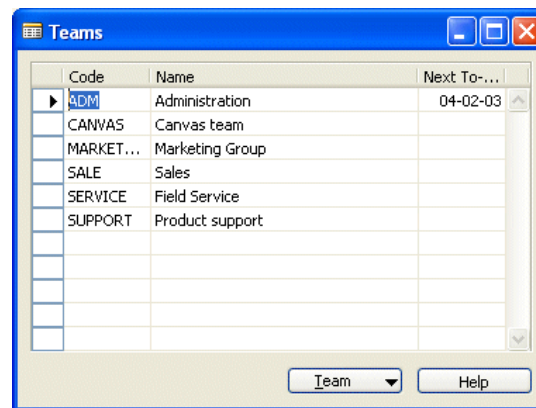 Teams
Code Name Next To-...
ADM Administration 04-02-03
CANVAS Canvas team
MARKET... Marketing Group
SALE Sales
SERVICE Field Service
SUPPORT Product support
Team Help